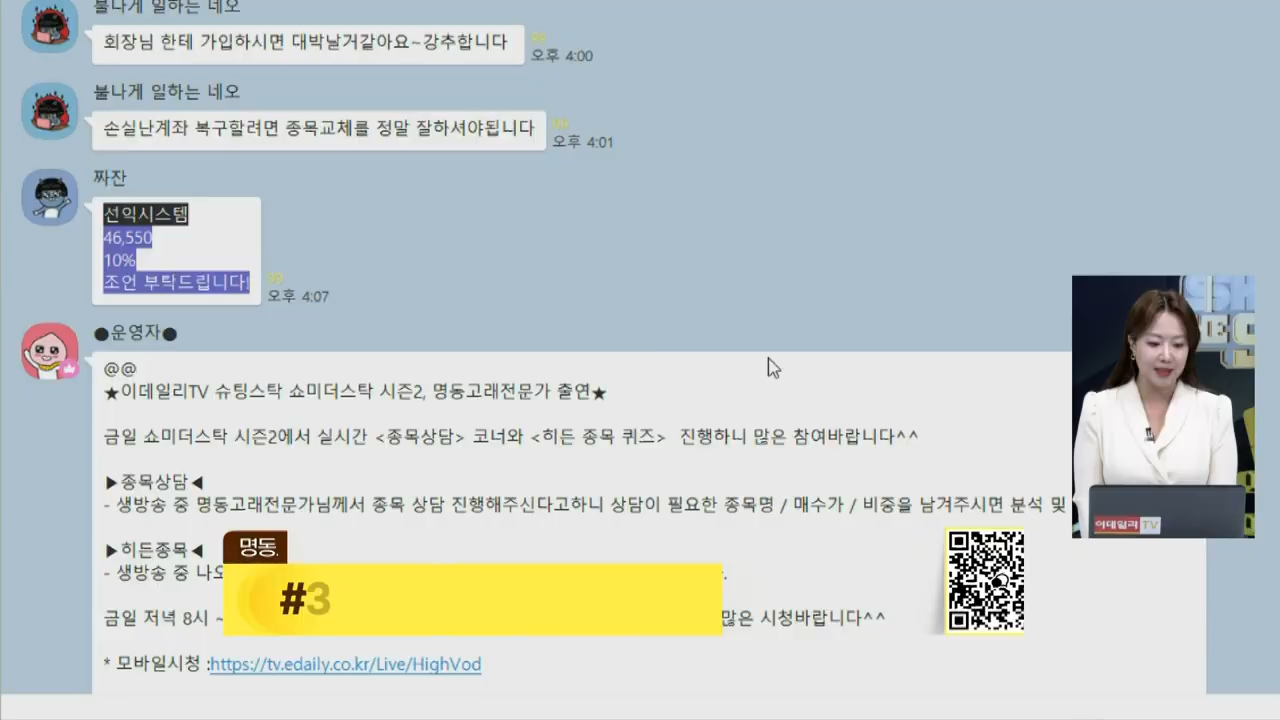 불나게 일하는 네오
회장님 한테 가입하시면 대박날거같아요~강추합니다
오후 4:00
불나게 일하는 네오
손실난계좌 복구할려면 종목교체를 정말 잘하셔야됩니다
오후 4:01
짜잔
선익시스템
46,550
10%
조언 부탁드립니다!
오후 4:07
●운영자●
@@
★이데일리TV 슈팅스탁 쇼미더스탁 시즌2, 명동고래전문가 출연★
금일 쇼미더스탁 시즌2에서 실시간 <종목상담> 코너와 <히든 종목 퀴즈> 진행하니 많은 참여바랍니다^^
▶종목상담◀
- 생방송 중 명동고래전문가님께서 종목 상담 진행해주신다고하니 상담이 필요한 종목명 / 매수가 / 비중을 남겨주시면 분석 및
▶히든종목◀
- 생방송 중 나오
명동
#3
금일 저녁 8시 ~
많은 시청바랍니다^^
* 모바일시청 :https://tv.edaily.co.kr/Live/HighVod
이데일리 TV